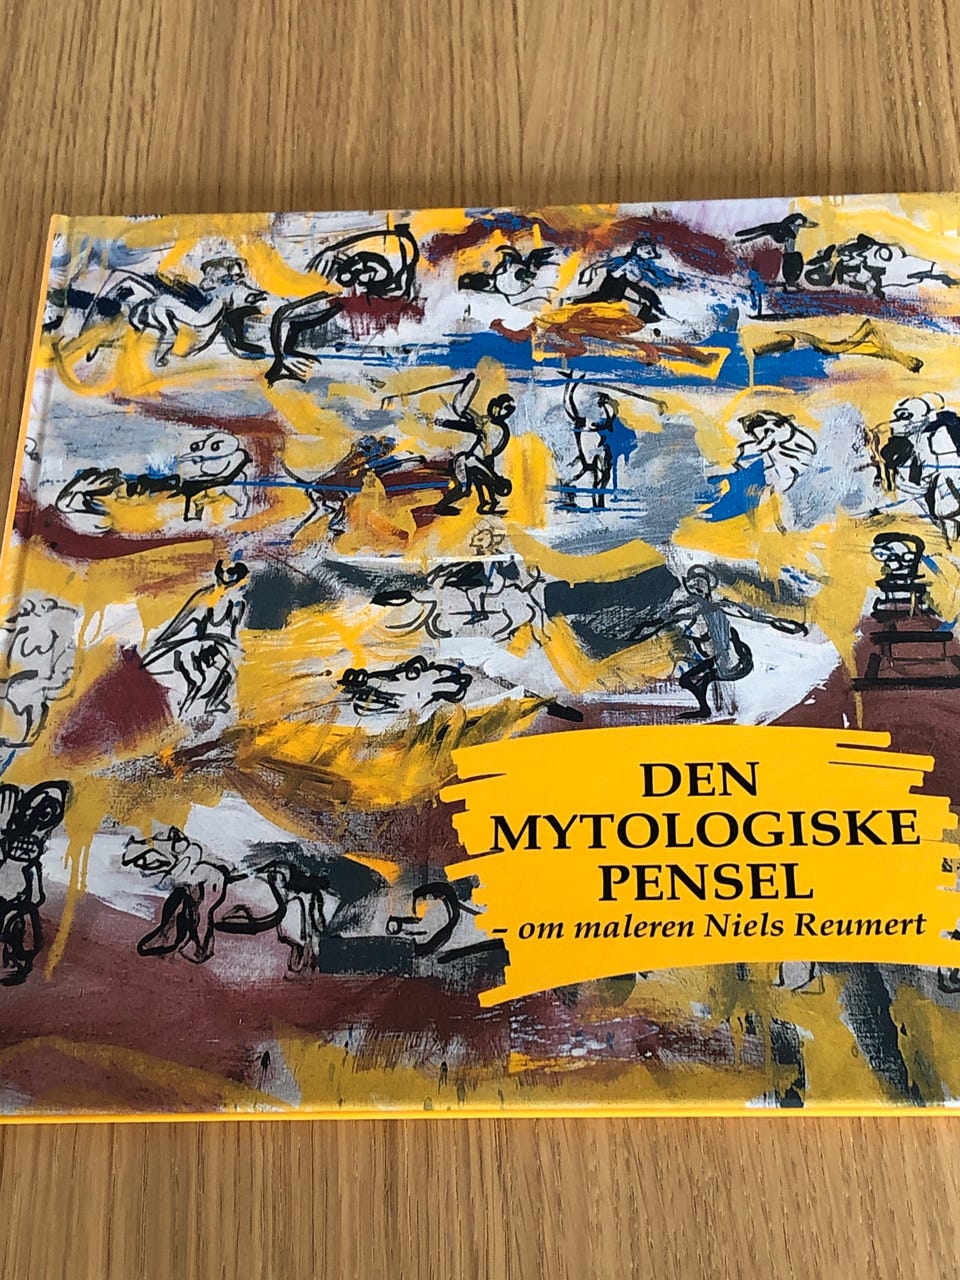 DEN
MYTOLOGISKE
PENSEL
– om maleren Niels Reumert